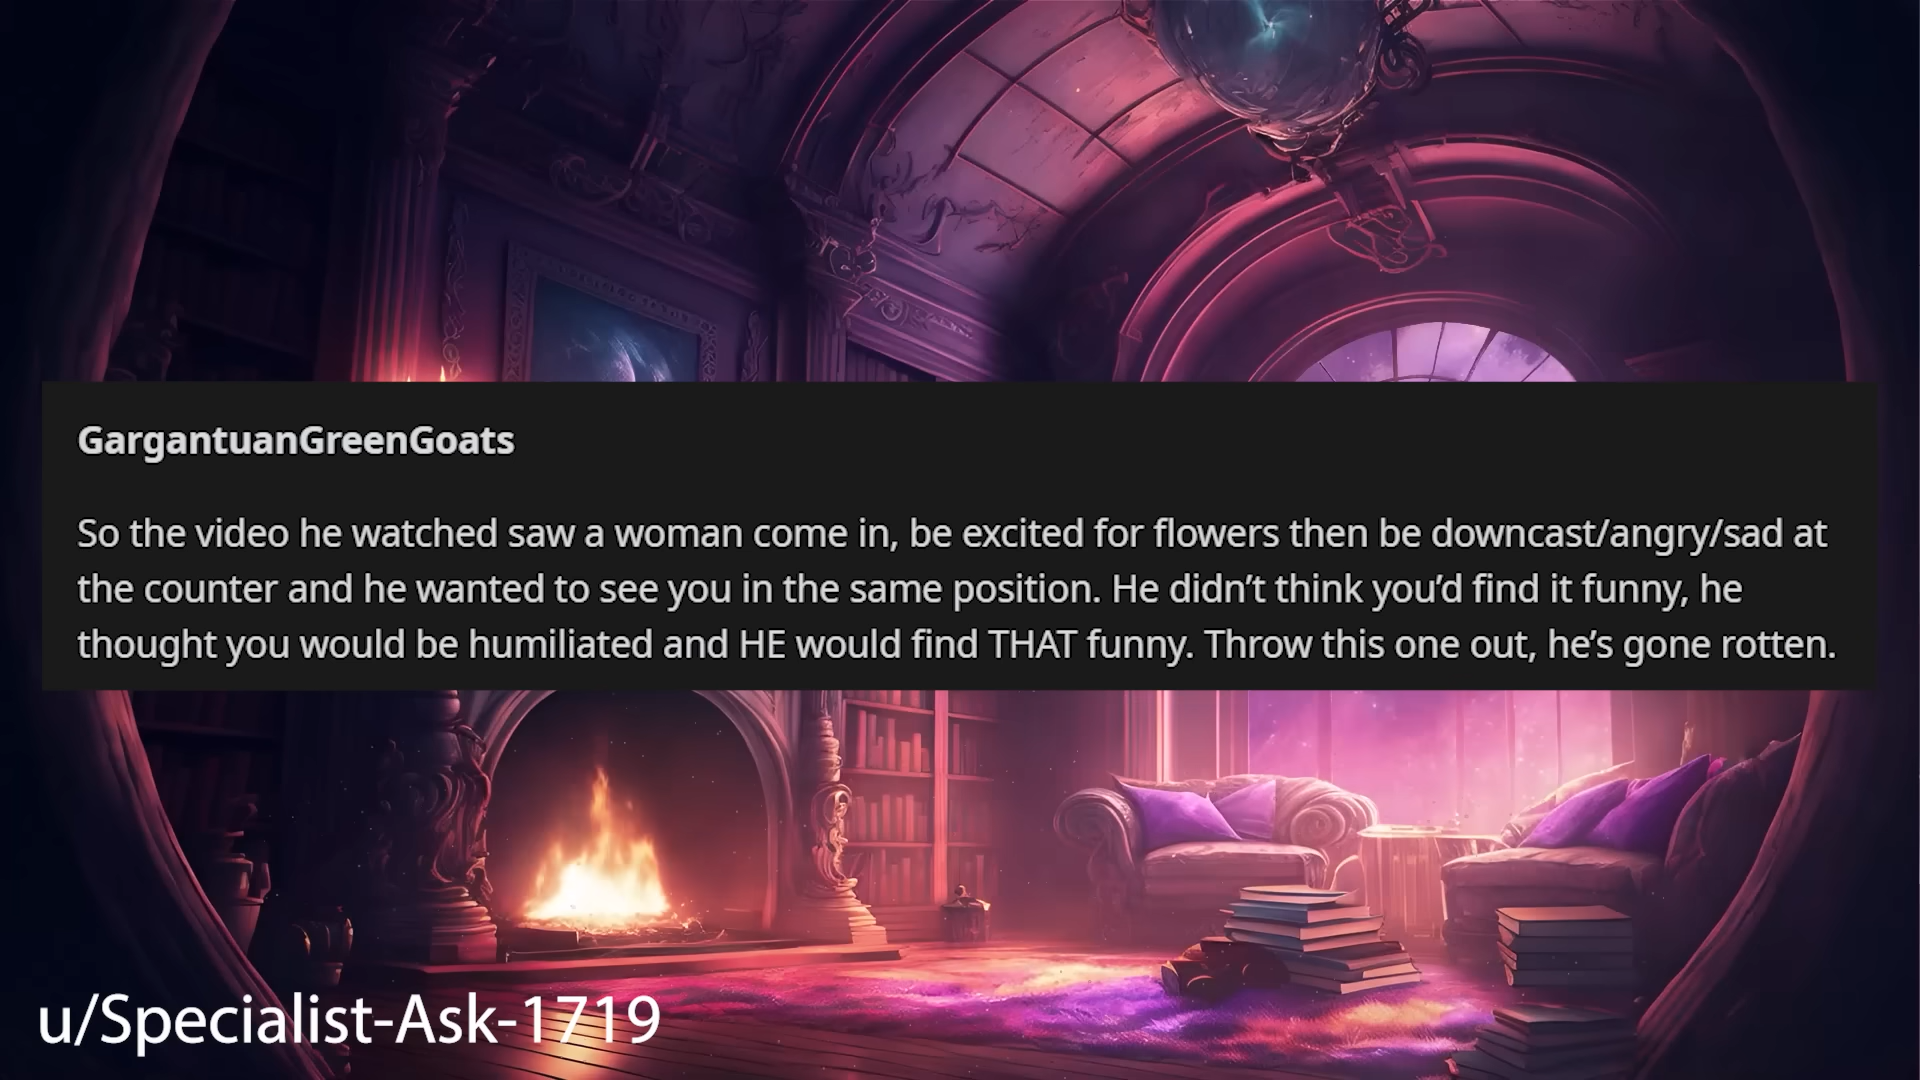 GargantuanGreenGoats
So the video he watched saw a woman come in, be excited for flowers then be downcast/angry/sad at
the counter and he wanted to see you in the same position. He didn’t think you’d find it funny, he
thought you would be humiliated and HE would find THAT funny. Throw this one out, he’s gone rotten.
u/Specialist-Ask-1719